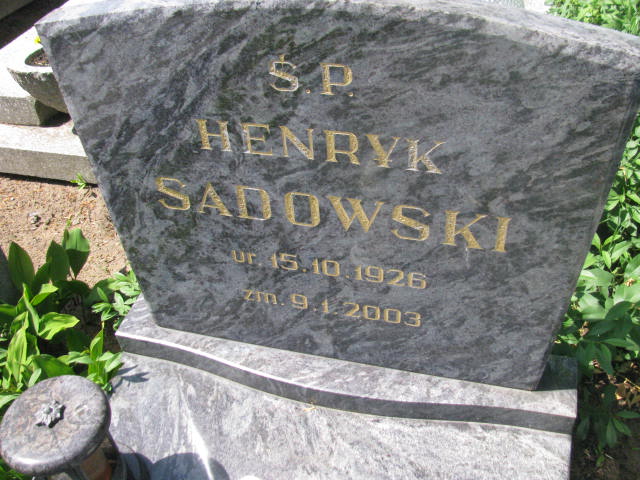 Ś.P.
HENRYK
SADOWSKI
ur. 15.10.1926
zm. 9.1.2003